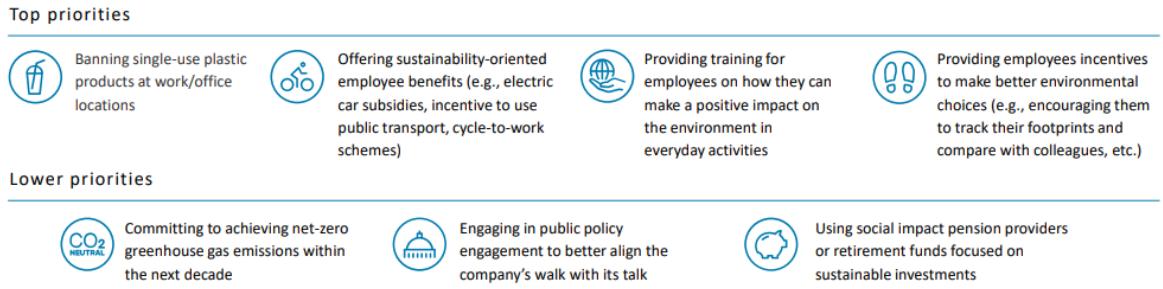 Top priorities
Banning single-use plastic
products at work/office
locations
Offering sustainability-oriented
employee benefits (e.g., electric
car subsidies, incentive to use
public transport, cycle-to-work
schemes)
Providing training for
employees on how they can
make a positive impact on
the environment in
everyday activities
Providing employees incentives
to make better environmental
choices (e.g., encouraging them
to track their footprints and
compare with colleagues, etc.)
Lower priorities
CO2
NEUTRAL
Committing to achieving net-zero
greenhouse gas emissions within
the next decade
Engaging in public policy
engagement to better align the
company’s walk with its talk
Using social impact pension providers
or retirement funds focused on
sustainable investments